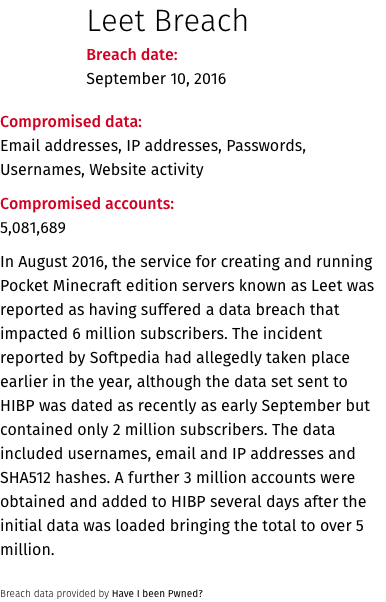 Leet Breach
Breach date:
September 10, 2016
Compromised data:
Email addresses, IP addresses, Passwords,
Usernames, Website activity
Compromised accounts:
5,081,689
In August 2016, the service for creating and running
Pocket Minecraft edition servers known as Leet was
reported as having suffered a data breach that
impacted 6 million subscribers. The incident
reported by Softpedia had allegedly taken place
earlier in the year, although the data set sent to
HIBP was dated as recently as early September but
contained only 2 million subscribers. The data
included usernames, email and IP addresses and
SHA512 hashes. A further 3 million accounts were
obtained and added to HIBP several days after the
initial data was loaded bringing the total to over 5
million.
Breach data provided by Have I been Pwned?